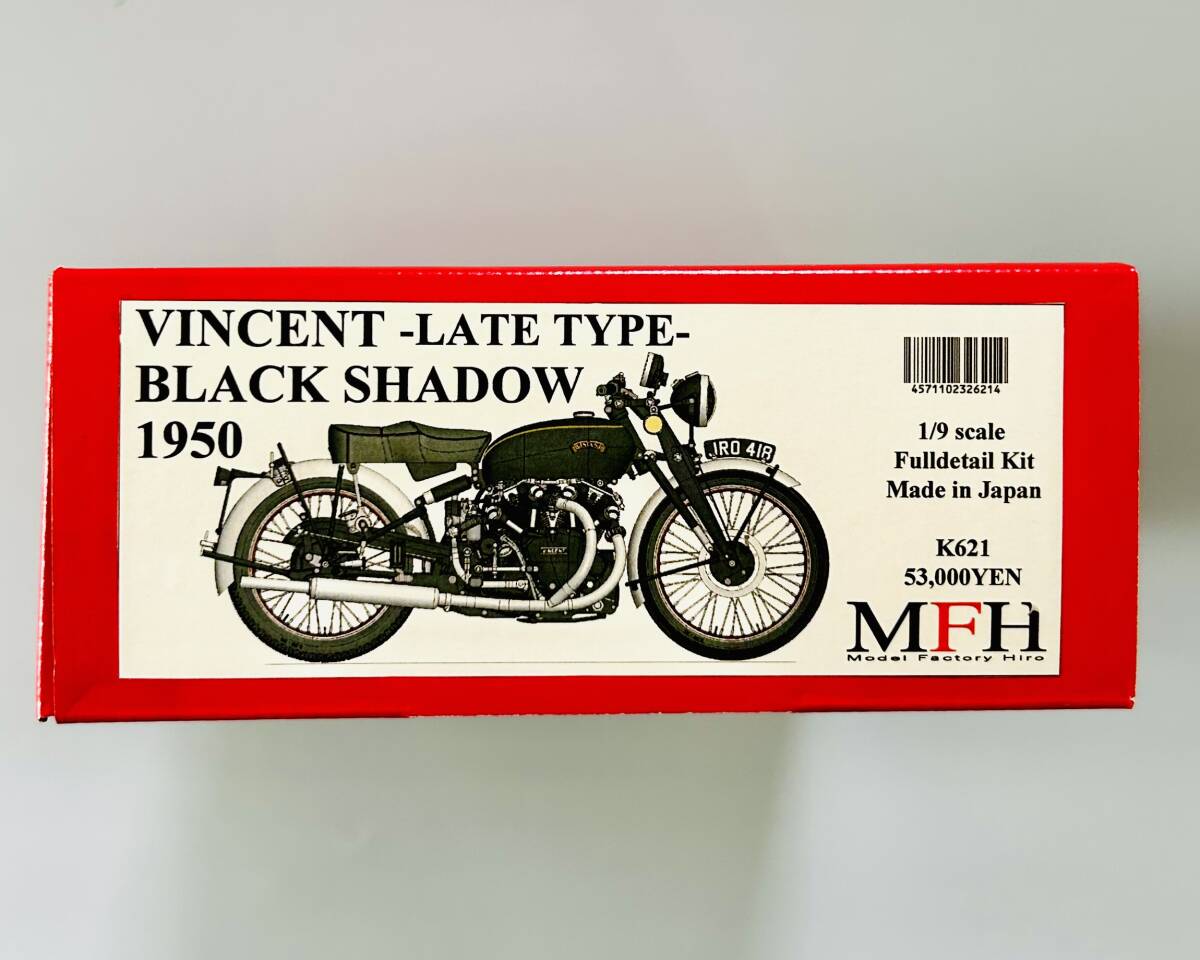 VINCENT -LATE TYPE-
BLACK SHADOW
1950
4571102326214
1/9 scale
Fulldetail Kit
Made in Japan
K621
53,000YEN
MFH
Model Factory Hiro
JRO 418
VINCENT